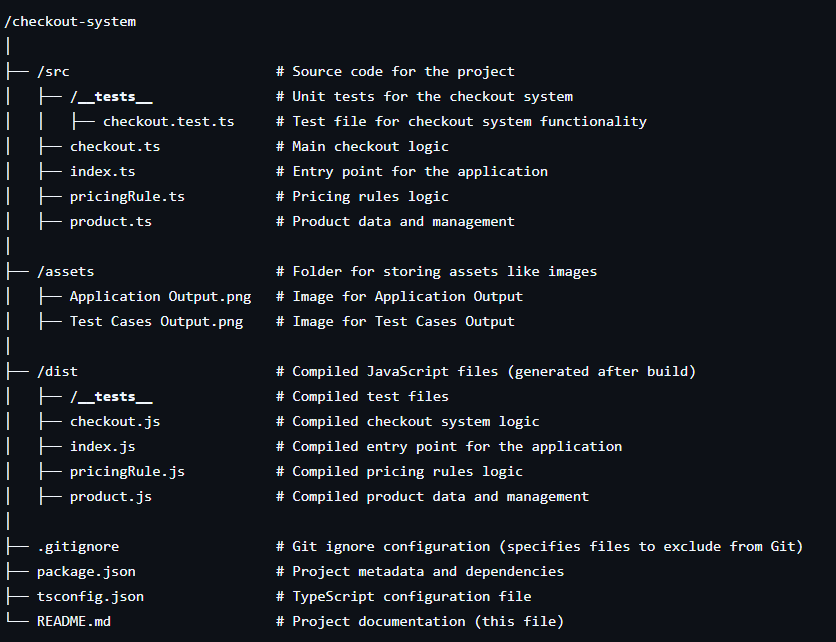 /checkout-system
│
├── /src                         # Source code for the project
│   ├── /__tests__               # Unit tests for the checkout system
│   │   ├── checkout.test.ts     # Test file for checkout system functionality
│   ├── checkout.ts              # Main checkout logic
│   ├── index.ts                 # Entry point for the application
│   ├── pricingRule.ts           # Pricing rules logic
│   ├── product.ts               # Product data and management
│
├── /assets                      # Folder for storing assets like images
│   ├── Application Output.png   # Image for Application Output
│   ├── Test Cases Output.png    # Image for Test Cases Output
│
├── /dist                        # Compiled JavaScript files (generated after build)
│   ├── /__tests__               # Compiled test files
│   ├── checkout.js              # Compiled checkout system logic
│   ├── index.js                 # Compiled entry point for the application
│   ├── pricingRule.js           # Compiled pricing rules logic
│   ├── product.js               # Compiled product data and management
│
├── .gitignore                   # Git ignore configuration (specifies files to exclude from Git)
├── package.json                 # Project metadata and dependencies
├── tsconfig.json                # TypeScript configuration file
└── README.md                    # Project documentation (this file)